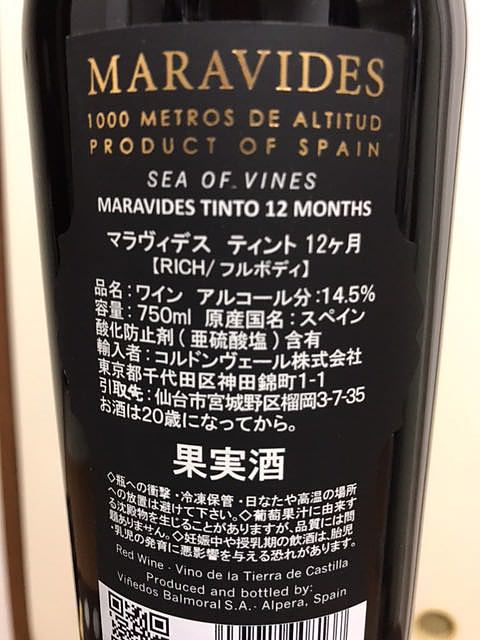 MARAVIDES
1000 METROS DE ALTITUD
PRODUCT OF SPAIN
SEA OF VINES
MARAVIDES TINTO 12 MONTHS
マラヴィデス ティント 12ヶ月
【RICH/ フルボディ】
品名：ワイン アルコール分：14.5%
容量：750ml 原産国名：スペイン
酸化防止剤(亜硫酸塩)含有
輸入者：コルドンヴェール株式会社
東京都千代田区神田錦町1-1
引取先：仙台市宮城野区榴岡3-7-35
お酒は20歳になってから。
果実酒
◇瓶への衝撃・冷凍保管・日なたや高温の場所
への放置は避けて下さい。◇葡萄果汁に由来す
る沈殿物を生じることがありますが、品質には問
題ありません。◇妊娠中や授乳期の飲酒は、胎児
・乳児の発育に悪影響を与える恐れがあります。
Red Wine · Vino de la Tierra de Castilla
Produced and bottled by:
Viñedos Balmoral S.A. · Alpera, Spain